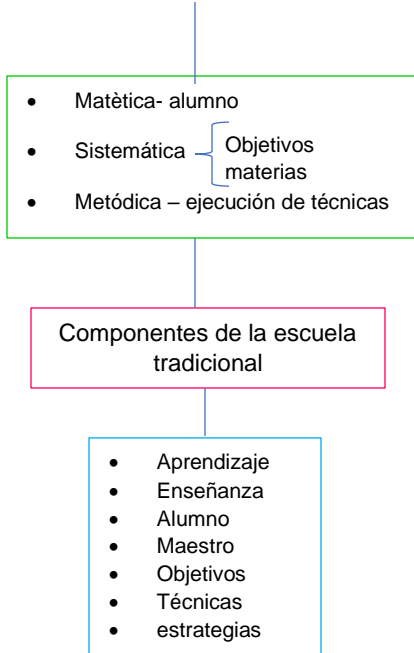 • Matètica- alumno
• Sistemática Objetivos
materias
• Metódica – ejecución de técnicas
Componentes de la escuela
tradicional
• Aprendizaje
• Enseñanza
• Alumno
• Maestro
• Objetivos
• Técnicas
• estrategias